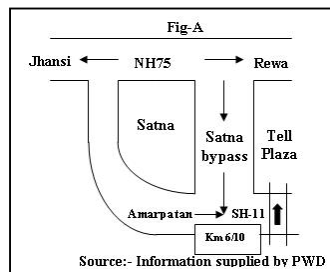 Fig-A
Jhansi NH75 Rewa
Satna Satna bypass Tell Plaza
Amarpatan SH-11
Km 6/10
Source:- Information supplied by PWD